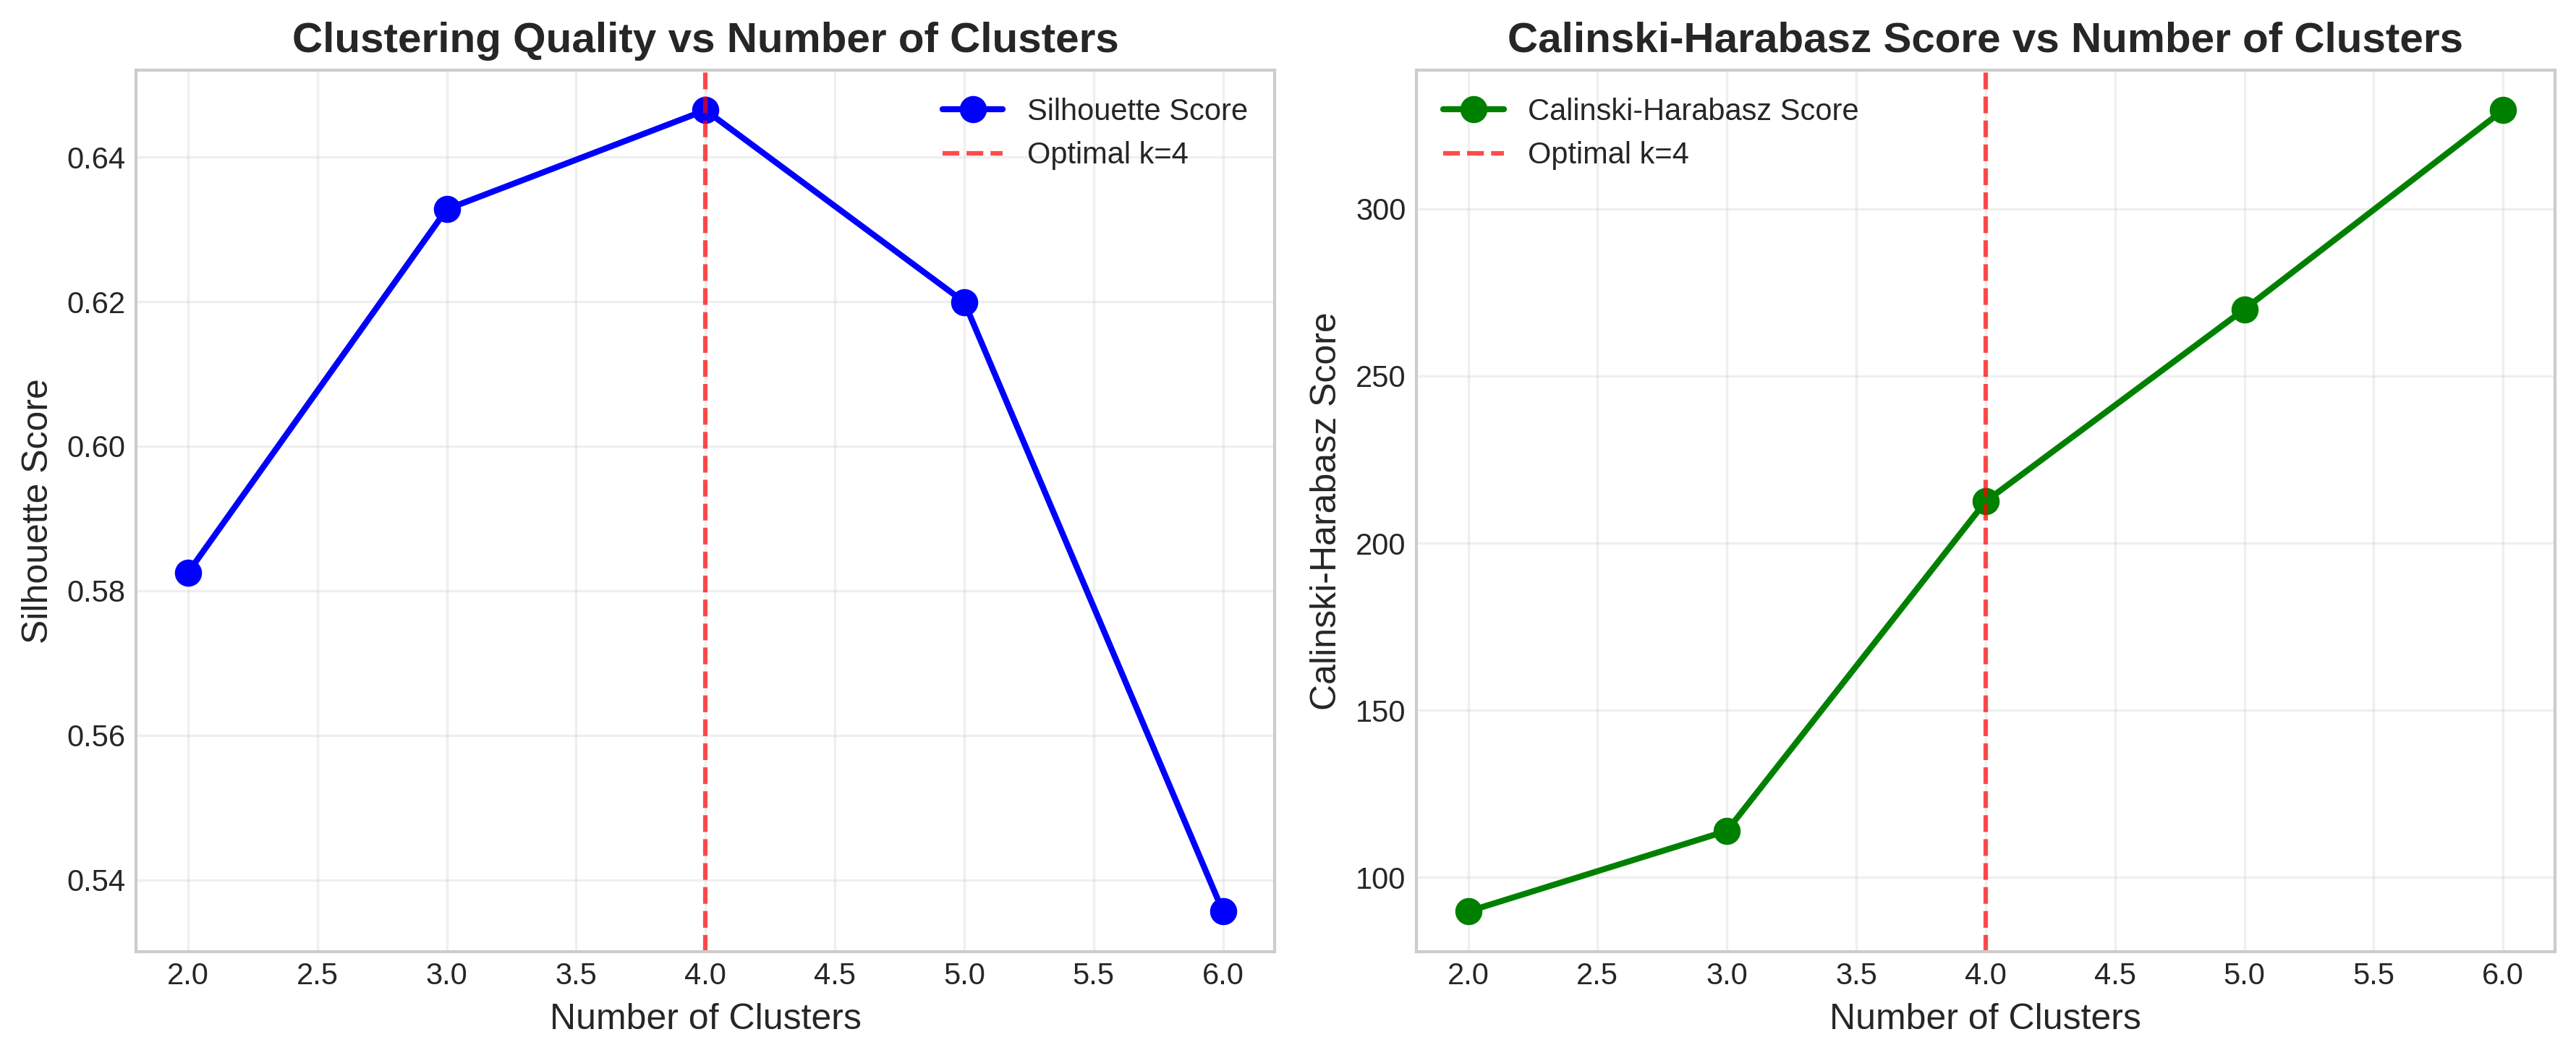 Clustering Quality vs Number of Clusters
Silhouette Score
Optimal k=4
0.64
0.62
0.60
0.58
0.56
0.54
Silhouette Score
2.0 2.5 3.0 3.5 4.0 4.5 5.0 5.5 6.0
Number of Clusters
Calinski-Harabasz Score vs Number of Clusters
Calinski-Harabasz Score
Optimal k=4
300
250
200
150
100
Calinski-Harabasz Score
2.0 2.5 3.0 3.5 4.0 4.5 5.0 5.5 6.0
Number of Clusters